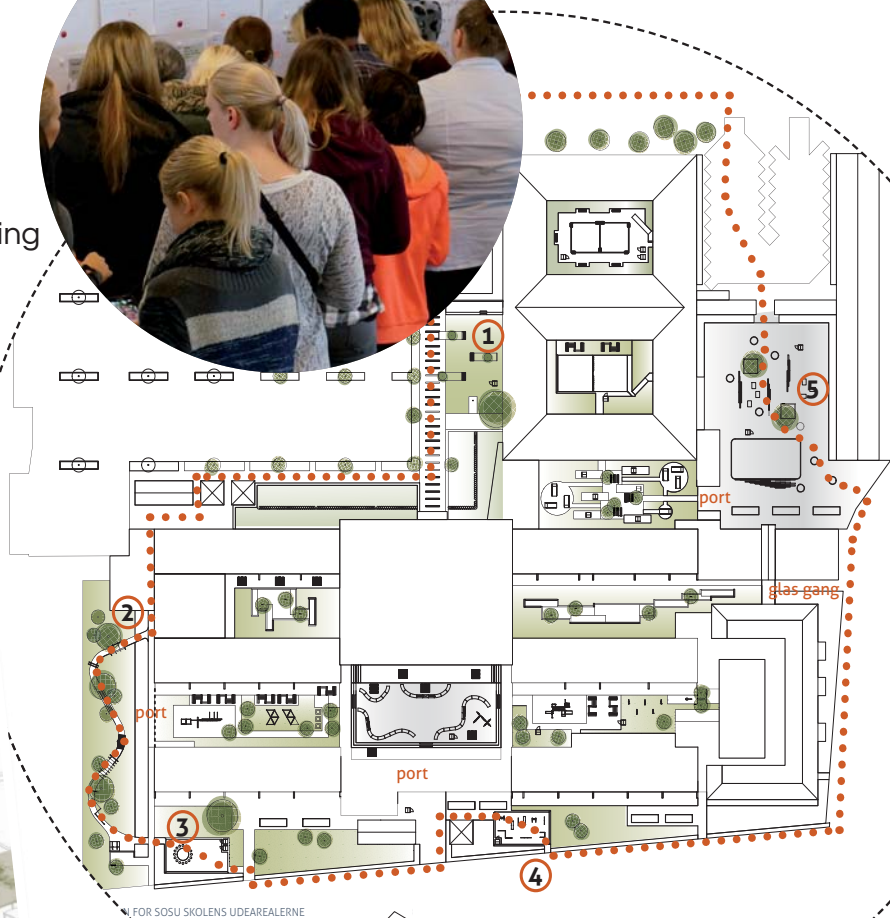 ing
1
5
port
glas gang
2
port
port
3
4
FOR SOSU SKOLENS UDEAREALERNE